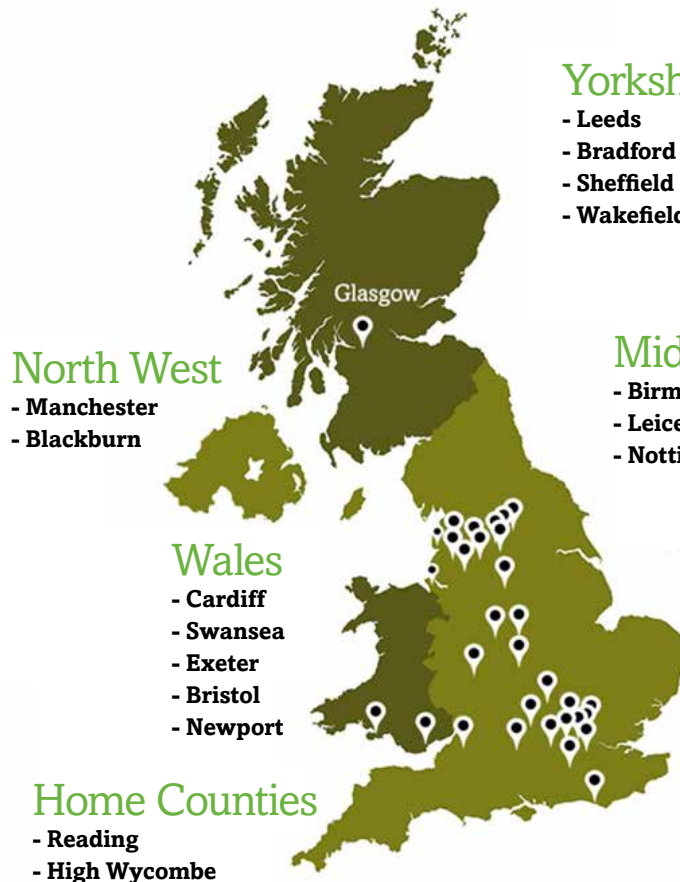 Yorksh
- Leeds
- Bradford
- Sheffield
- Wakefield
Glasgow
North West
- Manchester
- Blackburn
Mid
- Birm
- Leice
- Notti
Wales
- Cardiff
- Swansea
- Exeter
- Bristol
- Newport
Home Counties
- Reading
- High Wycombe